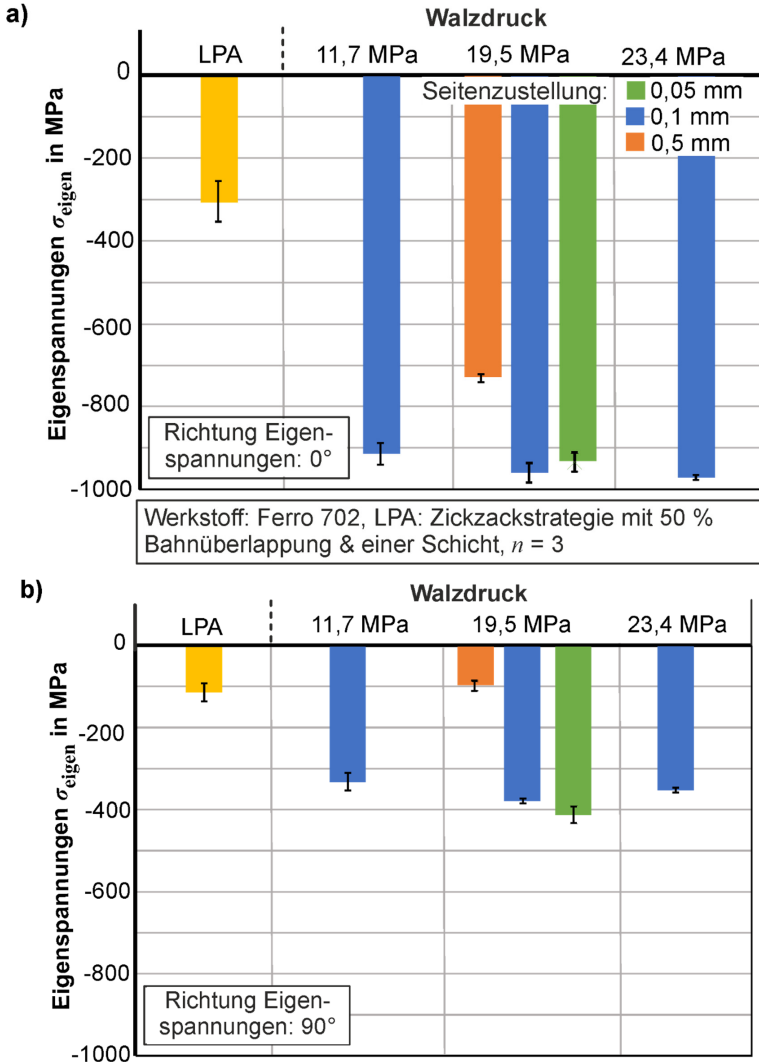 a)
Walzdruck
LPA
11,7 MPa
19,5 MPa
23,4 MPa
Seitenzustellung:
0,05 mm
0,1 mm
0,5 mm
Eigenspannungen σeigen in MPa
0
-200
-400
-600
-800
-1000
Richtung Eigen-
spannungen: 0°
Werkstoff: Ferro 702, LPA: Zickzackstrategie mit 50 %
Bahnüberlappung & einer Schicht, n = 3
b)
Walzdruck
LPA
11,7 MPa
19,5 MPa
23,4 MPa
Eigenspannungen σeigen in MPa
0
-200
-400
-600
-800
-1000
Richtung Eigen-
spannungen: 90°